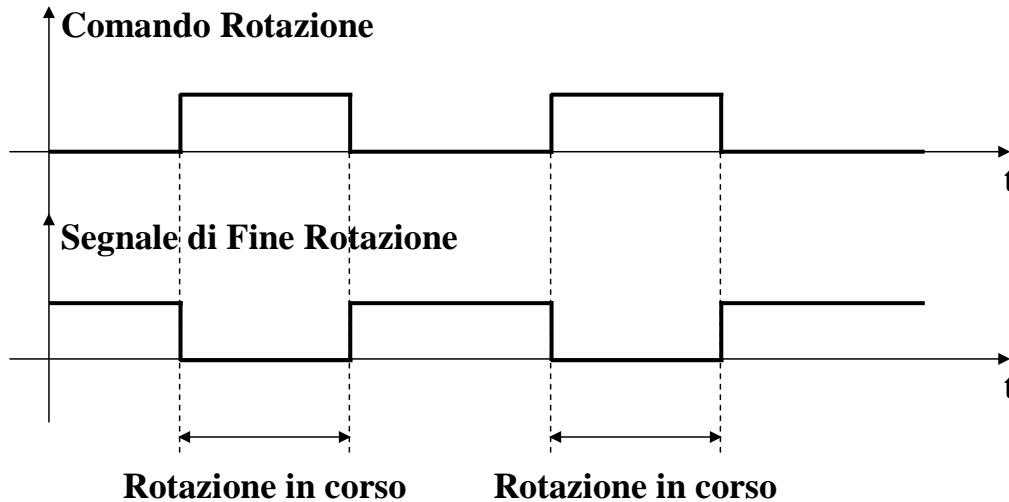 Comando Rotazione
t
Segnale di Fine Rotazione
t
Rotazione in corso
Rotazione in corso